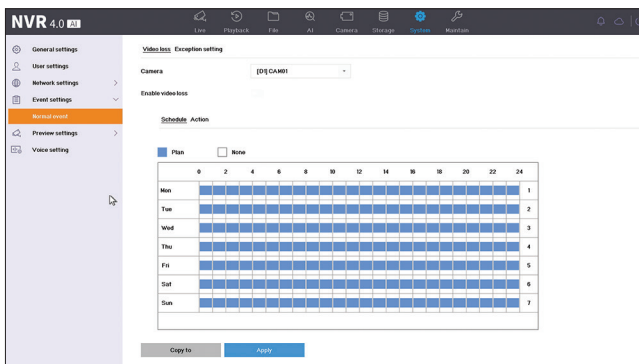 NVR 4.0 AI
Live Playback File AI Camera Storage System Maintain
General settings
User settings
Network settings
Event settings
Normal event
Preview settings
Voice setting
Video loss Exception setting
Camera [D1] CAM01
Enable video loss
Schedule Action
Plan None
0 2 4 6 8 10 12 14 16 18 20 22 24
Mon 1
Tue 2
Wed 3
Thu 4
Fri 5
Sat 6
Sun 7
Copy to Apply